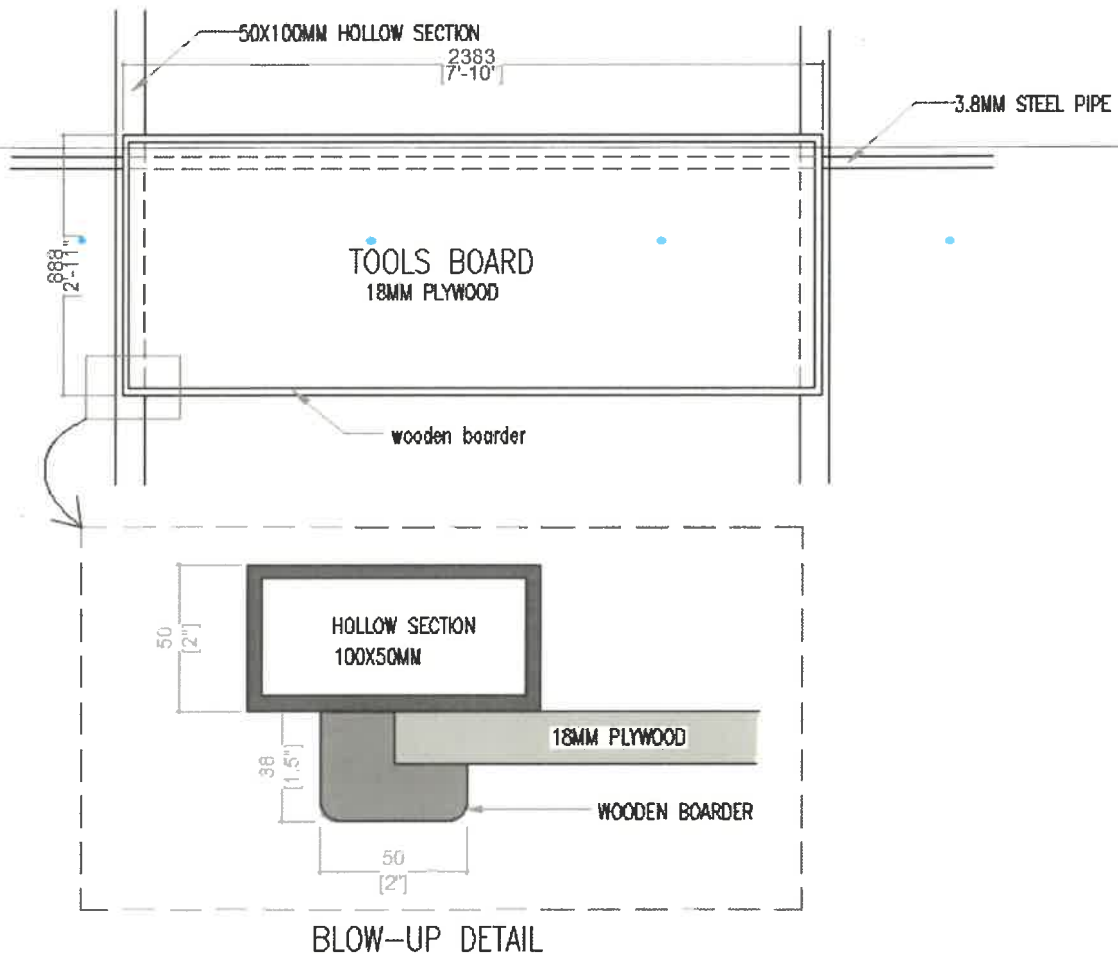 50X100MM HOLLOW SECTION
2383
[7'-10"]
3.8MM STEEL PIPE
888
2'-11"
TOOLS BOARD
18MM PLYWOOD
wooden boarder
50
[2"]
HOLLOW SECTION
100X50MM
18MM PLYWOOD
38
[1.5"]
WOODEN BOARDER
50
[2"]
BLOW-UP DETAIL